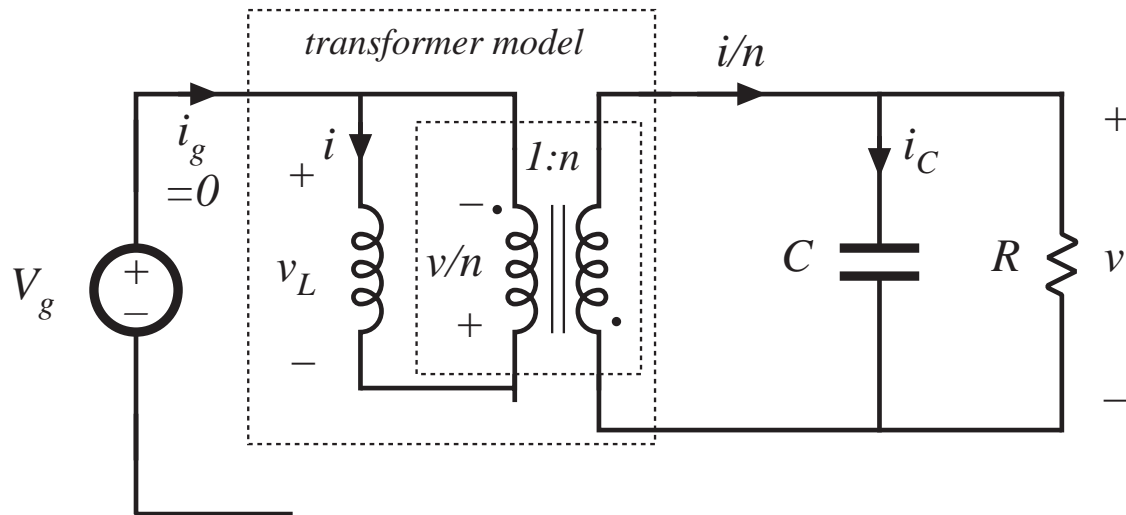 transformer model
i/n
i_g
=0
i
1:n
i_C
+
+
−
V_g
+
−
v_L
v/n
+
−
C
R
v
−